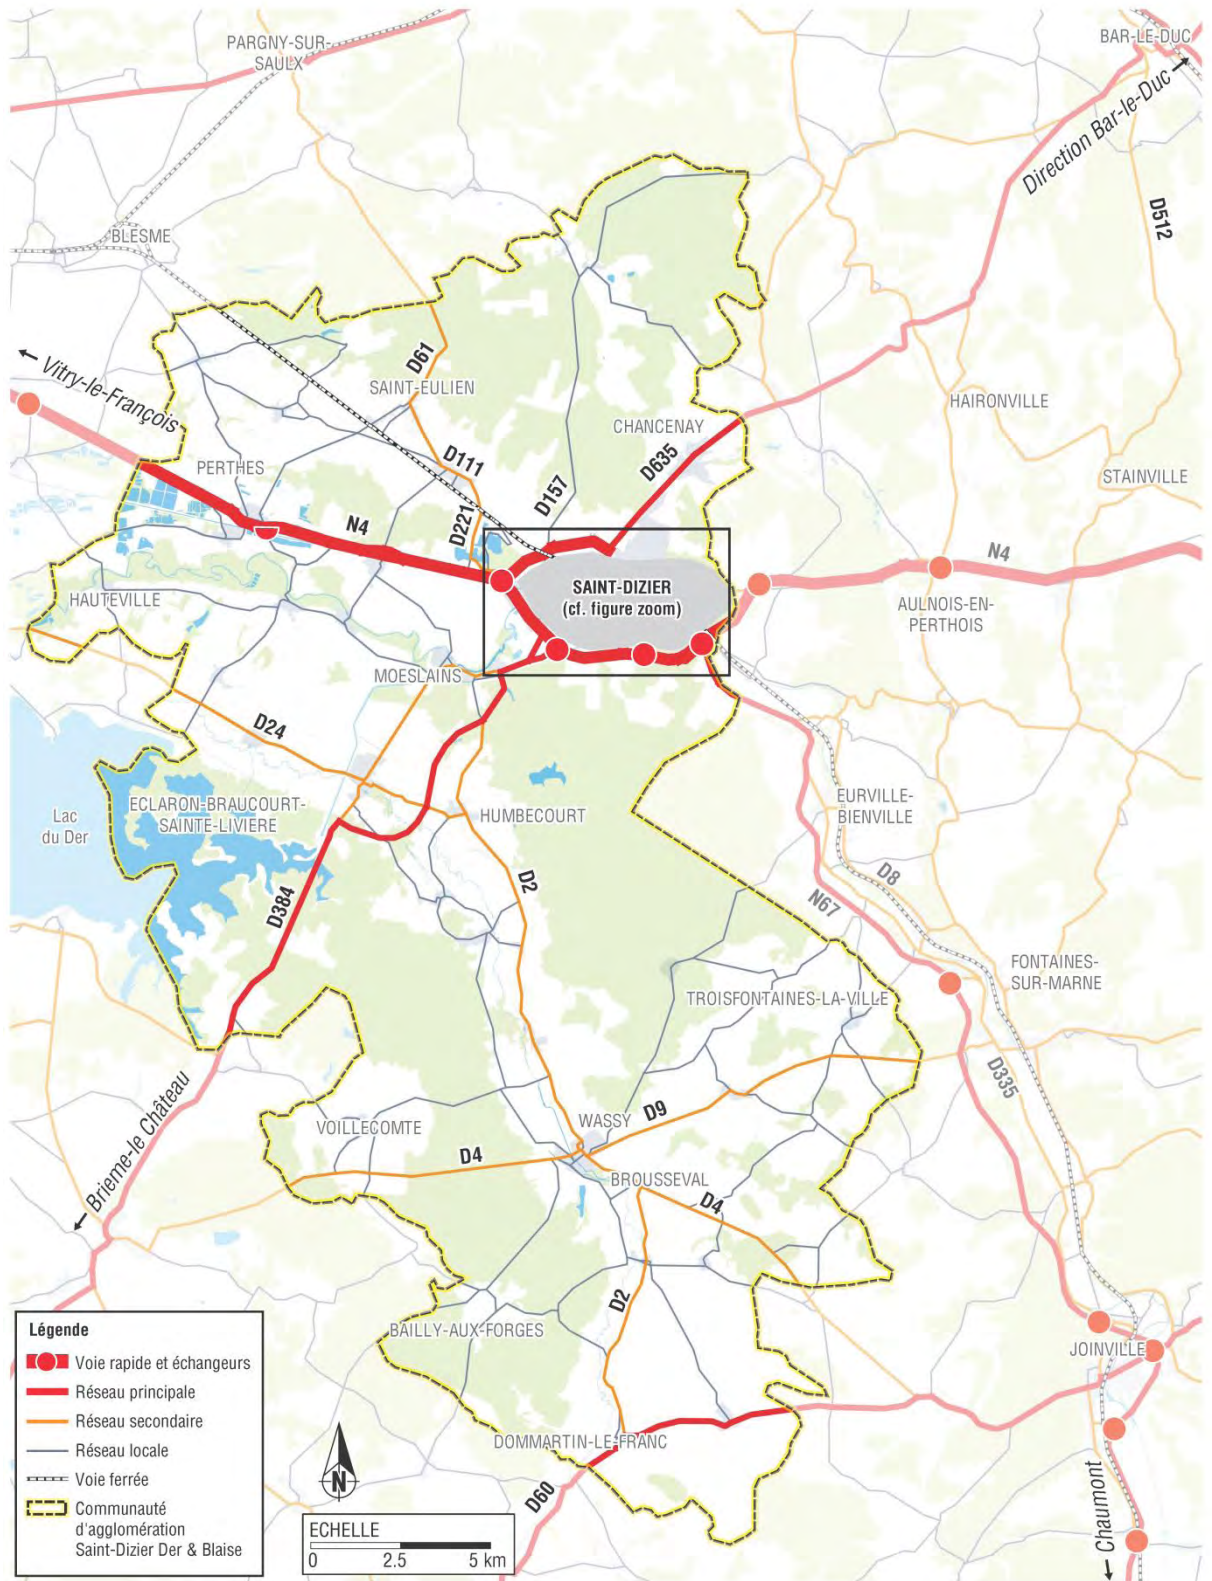 PARGNY-SUR-
SAULX
BAR-LE-DUC
Direction Bar-le-Duc
D512
BLESME
Vitry-le-François
D61
SAINT-EULIEN
HAIRONVILLE
CHANCENAY
D635
PERTHES
D111
D157
STAINVILLE
N4
D221
N4
SAINT-DIZIER
(cf. figure zoom)
HAUTEVILLE
AULNOIS-EN-
PERTHOIS
MOESLAINS
D24
Lac
du Der
ECLARON-BRAUCOURT-
SAINTE-LIVIERE
HUMBECOURT
EURVILLE-
BIENVILLE
D2
D8
D384
N67
FONTAINES-
SUR-MARNE
TROISFONTAINES-LA-VILLE
D335
Brieme-le Château
VOILLECOMTE
WASSY
D9
D4
BROUSSEVAL
D4
D2
BAILLY-AUX-FORGES
JOINVILLE
DOMMARTIN-LE-FRANC
D60
Chaumont
Légende
Voie rapide et échangeurs
Réseau principale
Réseau secondaire
Réseau locale
Voie ferrée
Communauté
d'agglomération
Saint-Dizier Der & Blaise
N
ECHELLE
0 2.5 5 km